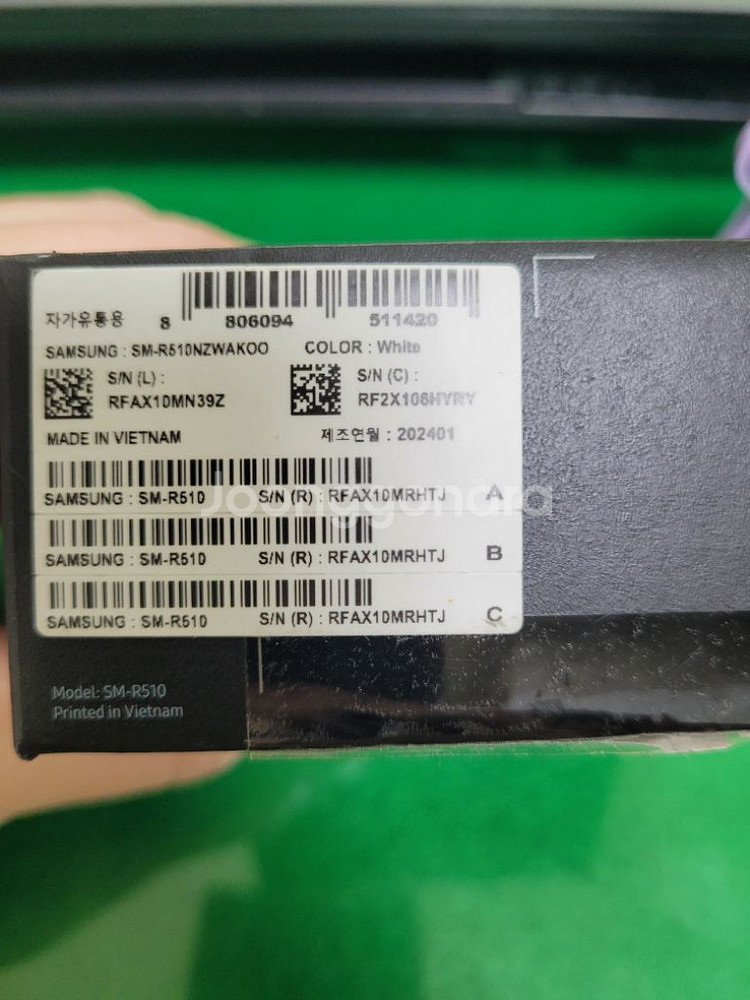 자가유통용 8 806094 511420
SAMSUNG : SM-R510NZWAKOO COLOR : White
S/N (L) : S/N (C) :
RFAX10MN39Z RF2X106HYRY
MADE IN VIETNAM 제조연월 : 202401
SAMSUNG : SM-R510 S/N (R) : RFAX10MRHTJ A
Joonggonara
SAMSUNG : SM-R510 S/N (R) : RFAX10MRHTJ B
SAMSUNG : SM-R510 S/N (R) : RFAX10MRHTJ C
Model: SM-R510
Printed in Vietnam